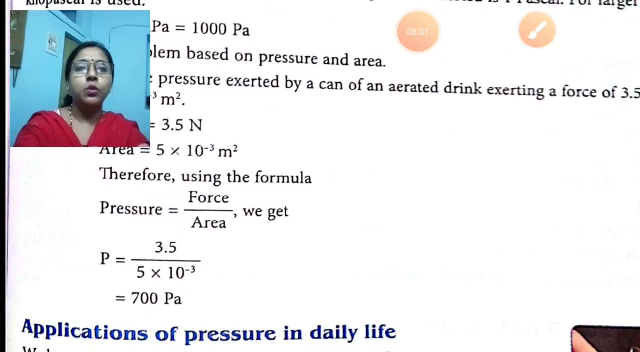 is used.
Pa = 1000 Pa
08:01
based on pressure and area.
pressure exerted by a can of an aerated drink exerting a force of 3.5
m².
= 3.5 N
Area = 5 × 10⁻³ m²
Therefore, using the formula
Pressure = Force / Area, we get
P = 3.5 / 5 × 10⁻³
= 700 Pa
Applications of pressure in daily life